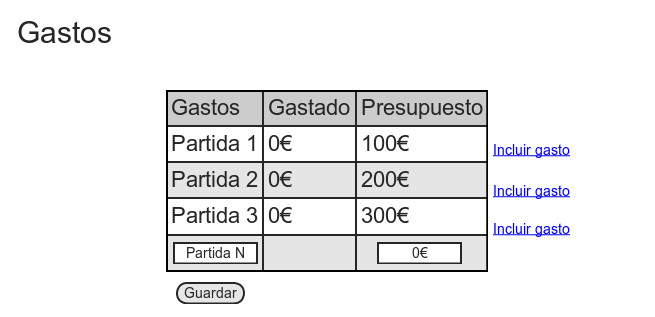 Gastos
Gastos Gastado Presupuesto
Partida 1 0€ 100€ Incluir gasto
Partida 2 0€ 200€ Incluir gasto
Partida 3 0€ 300€ Incluir gasto
Partida N 0€
Guardar